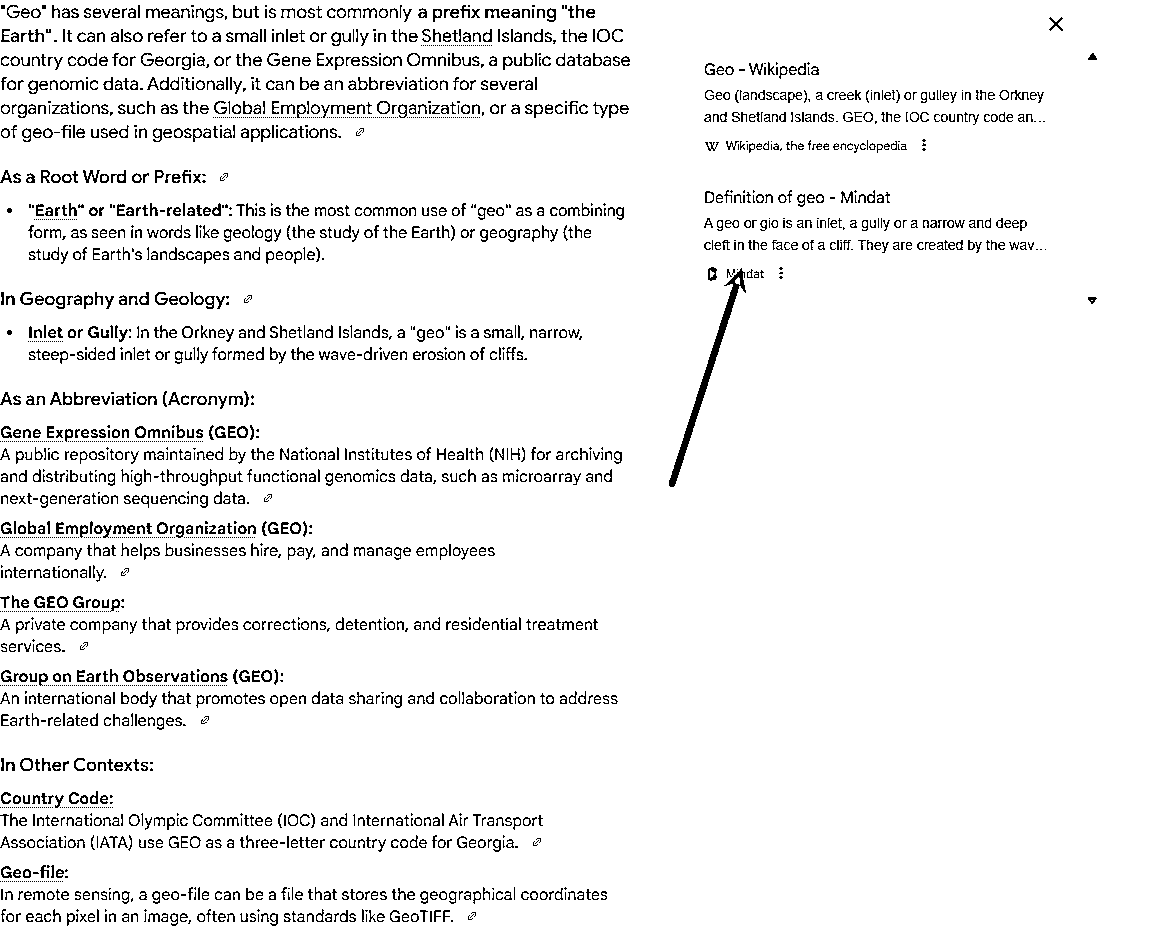 "Geo" has several meanings, but is most commonly a prefix meaning "the
Earth". It can also refer to a small inlet or gully in the Shetland Islands, the IOC
country code for Georgia, or the Gene Expression Omnibus, a public database
for genomic data. Additionally, it can be an abbreviation for several
organizations, such as the Global Employment Organization, or a specific type
of geo-file used in geospatial applications.
As a Root Word or Prefix:
• "Earth" or "Earth-related": This is the most common use of "geo" as a combining
form, as seen in words like geology (the study of the Earth) or geography (the
study of Earth's landscapes and people).
In Geography and Geology:
• Inlet or Gully: In the Orkney and Shetland Islands, a "geo" is a small, narrow,
steep-sided inlet or gully formed by the wave-driven erosion of cliffs.
As an Abbreviation (Acronym):
Gene Expression Omnibus (GEO):
A public repository maintained by the National Institutes of Health (NIH) for archiving
and distributing high-throughput functional genomics data, such as microarray and
next-generation sequencing data.
Global Employment Organization (GEO):
A company that helps businesses hire, pay, and manage employees
internationally.
The GEO Group:
A private company that provides corrections, detention, and residential treatment
services.
Group on Earth Observations (GEO):
An international body that promotes open data sharing and collaboration to address
Earth-related challenges.
In Other Contexts:
Country Code:
The International Olympic Committee (IOC) and International Air Transport
Association (IATA) use GEO as a three-letter country code for Georgia.
Geo-file:
In remote sensing, a geo-file can be a file that stores the geographical coordinates
for each pixel in an image, often using standards like GeoTIFF.
Geo - Wikipedia
Geo (landscape), a creek (inlet) or gulley in the Orkney
and Shetland Islands. GEO, the IOC country code an...
W Wikipedia, the free encyclopedia
Definition of geo - Mindat
A geo or gio is an inlet, a gully or a narrow and deep
cleft in the face of a cliff. They are created by the wav...
Mindat